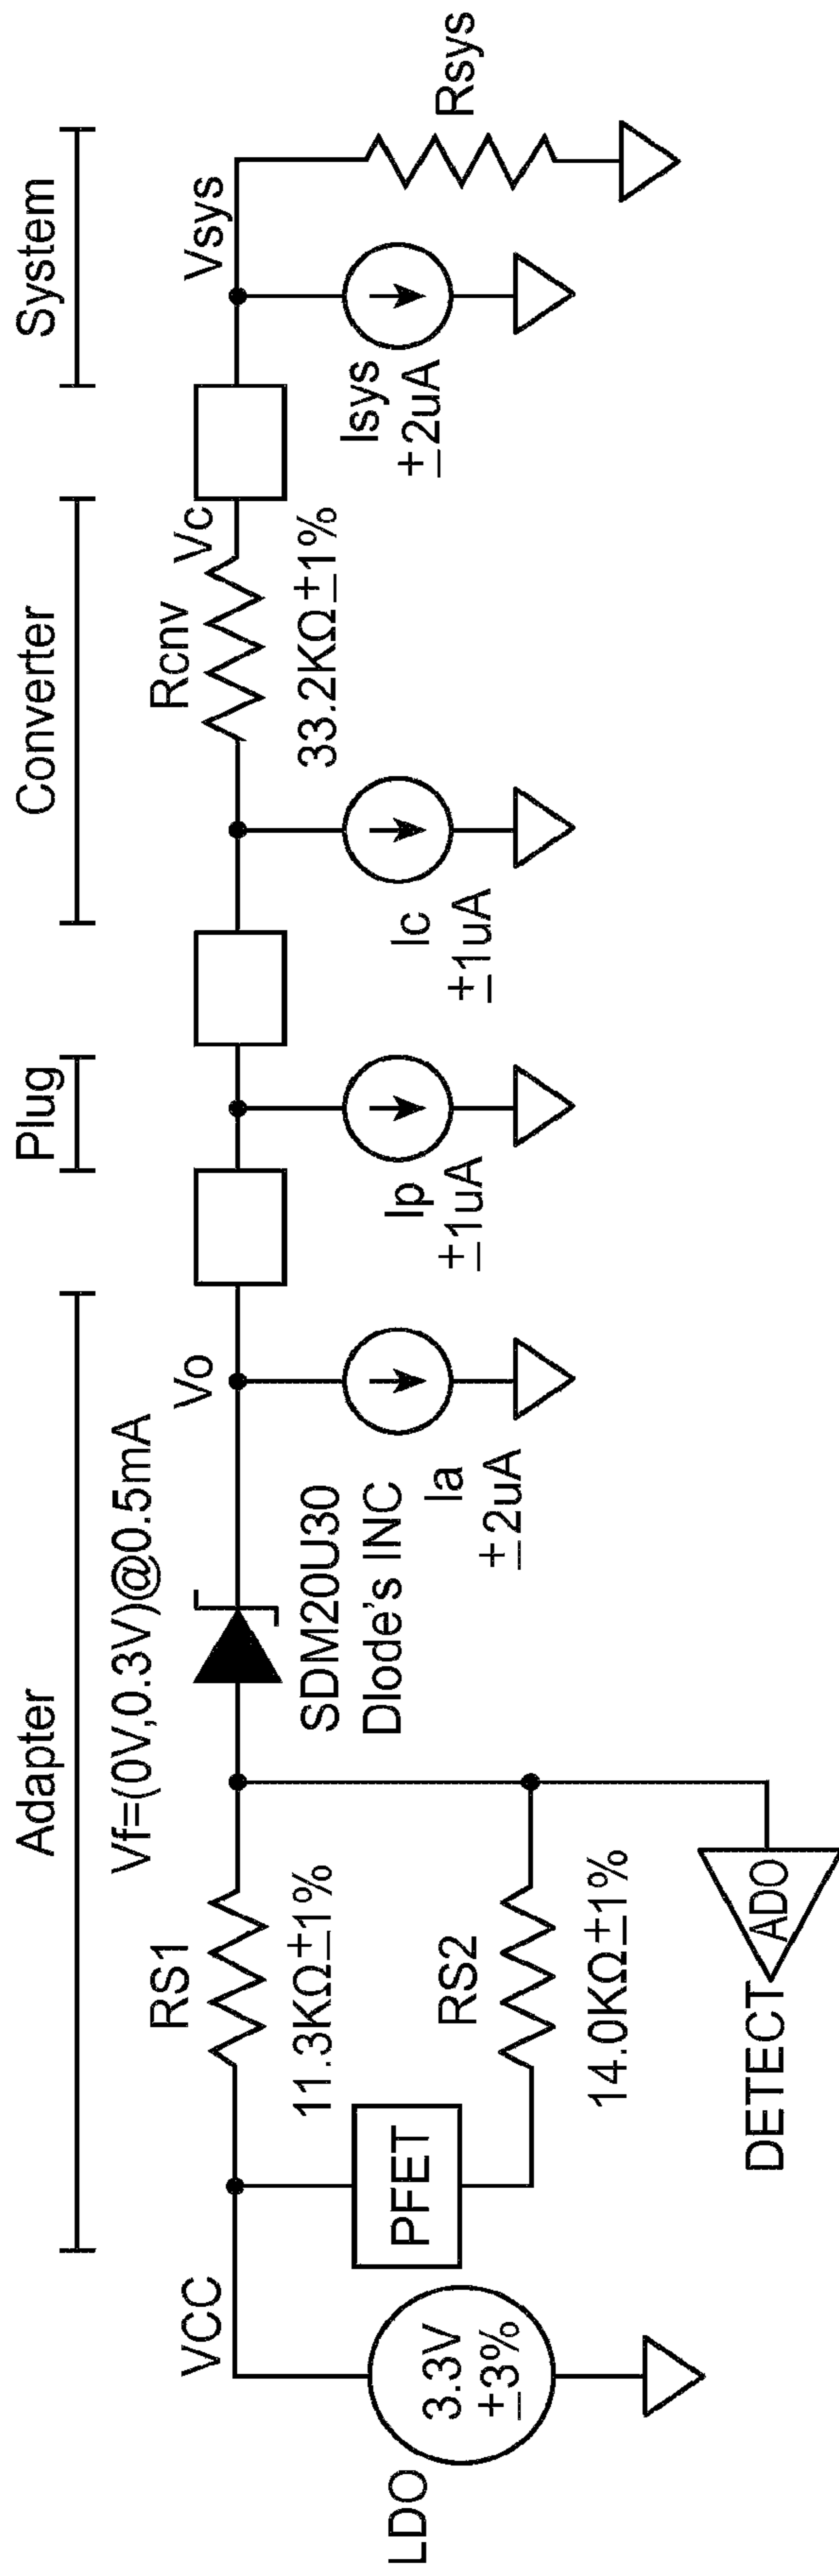 Adapter
Plug
Converter
System
Vf=(0V,0.3V)@0.5mA
VCC
RS1
11.3KΩ±1%
Vo
Rcnv
Vc
33.2KΩ±1%
Vsys
Rsys
SDM20U30
DIode's INC
Ia
±2uA
Ip
±1uA
Ic
±1uA
Isys
±2uA
LDO
3.3V
±3%
PFET
RS2
14.0KΩ±1%
ADO
DETECT